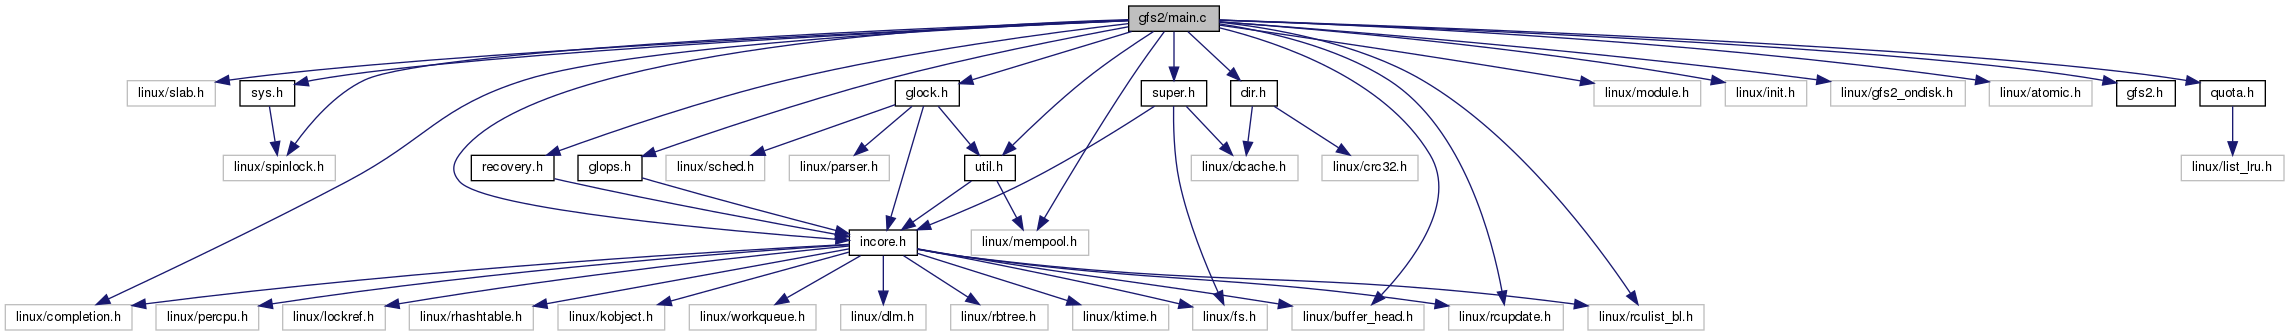 gfs2/main.c
linux/slab.h
sys.h
glock.h
super.h
dir.h
linux/module.h
linux/init.h
linux/gfs2_ondisk.h
linux/atomic.h
gfs2.h
quota.h
linux/spinlock.h
recovery.h
glops.h
linux/sched.h
linux/parser.h
util.h
linux/dcache.h
linux/crc32.h
linux/list_lru.h
incore.h
linux/mempool.h
linux/completion.h
linux/percpu.h
linux/lockref.h
linux/rhashtable.h
linux/kobject.h
linux/workqueue.h
linux/dlm.h
linux/rbtree.h
linux/ktime.h
linux/fs.h
linux/buffer_head.h
linux/rcupdate.h
linux/rculist_bl.h